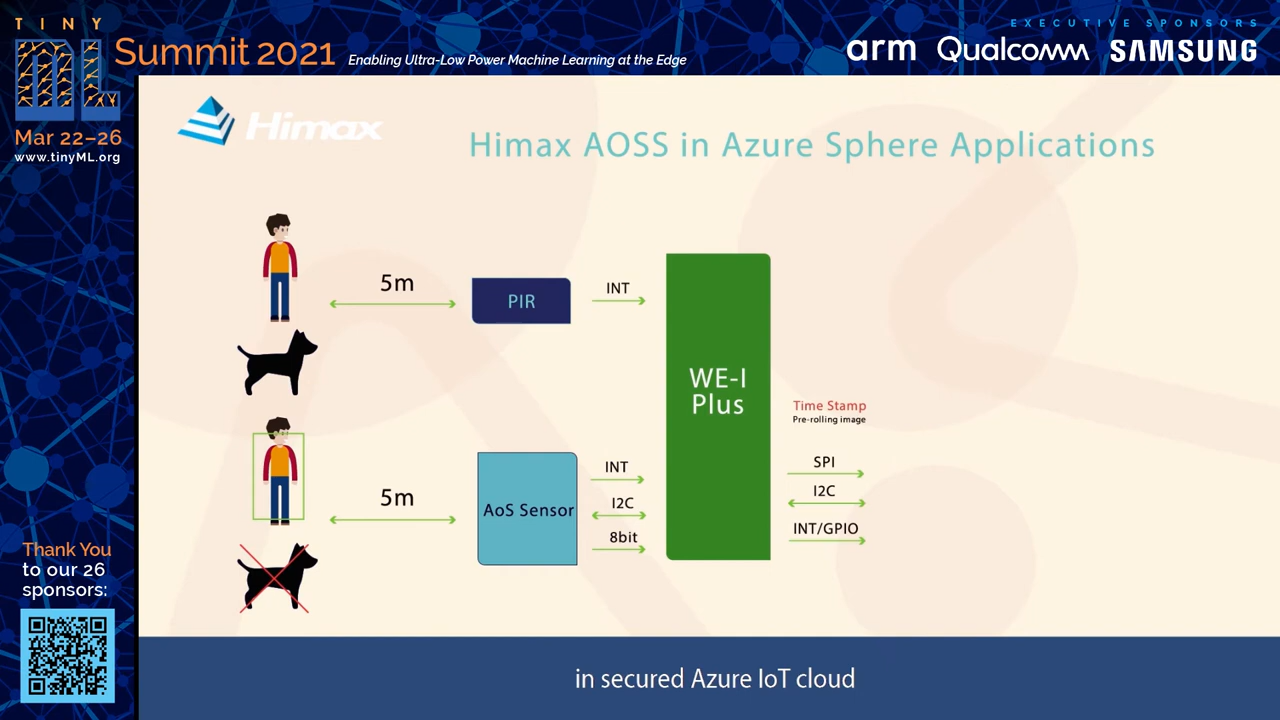 TINY
ML
Summit 2021
Enabling Ultra-Low Power Machine Learning at the Edge
EXECUTIVE SPONSORS
arm
Qualcomm
SAMSUNG
Mar 22–26
www.tinyML.org
Himax
Himax AOSS in Azure Sphere Applications
5m
PIR
INT
WE-I
Plus
Time Stamp
Pre-rolling image
5m
AoS Sensor
INT
I2C
8bit
SPI
I2C
INT/GPIO
Thank You
to our 26
sponsors:
in secured Azure IoT cloud